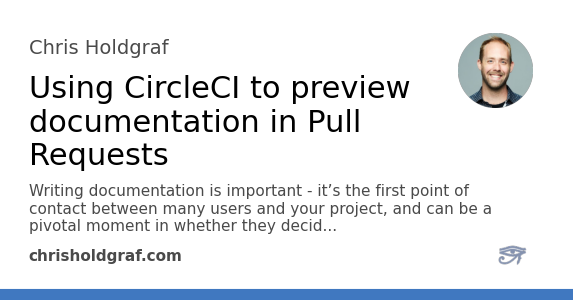 Chris Holdgraf
Using CircleCI to preview
documentation in Pull
Requests
Writing documentation is important - it’s the first point of
contact between many users and your project, and can be a
pivotal moment in whether they decid...
chrisholdgraf.com